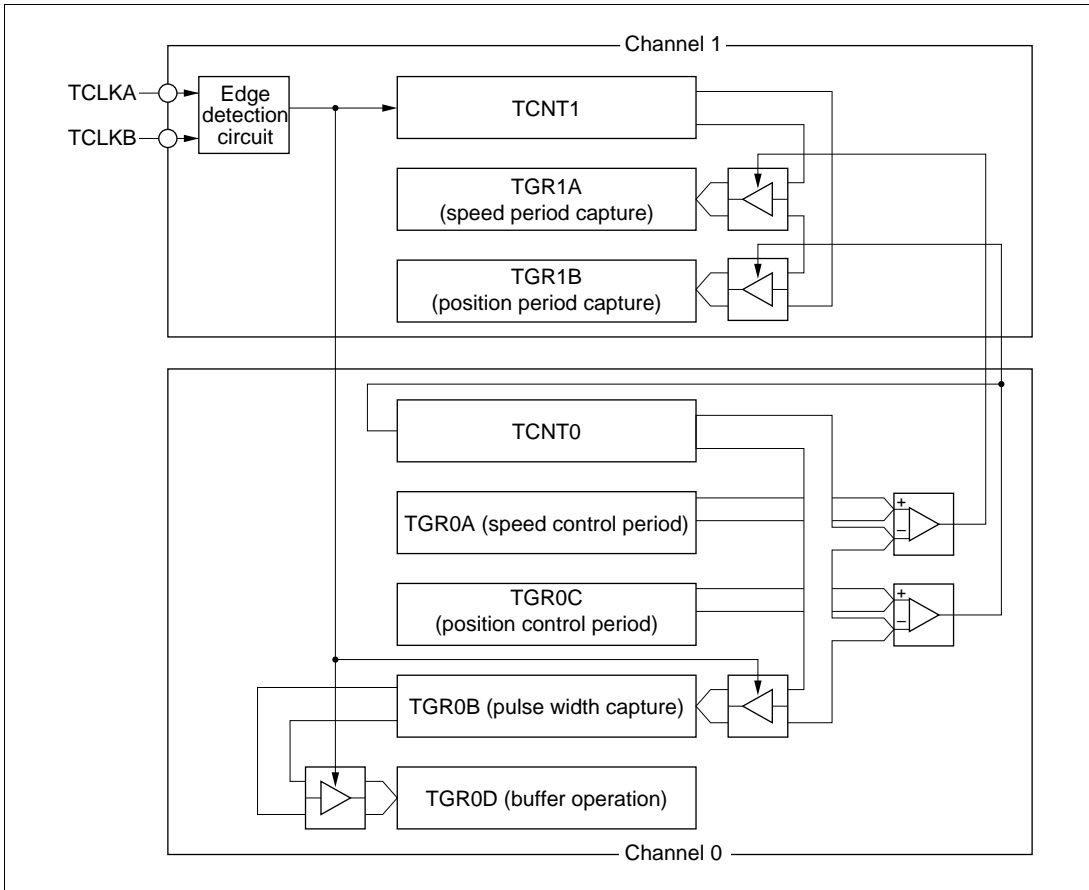 Channel 1
TCLKA
TCLKB
Edge
detection
circuit
TCNT1
TGR1A
(speed period capture)
TGR1B
(position period capture)
TCNT0
TGR0A (speed control period)
+
−
TGR0C
(position control period)
+
−
TGR0B (pulse width capture)
TGR0D (buffer operation)
Channel 0